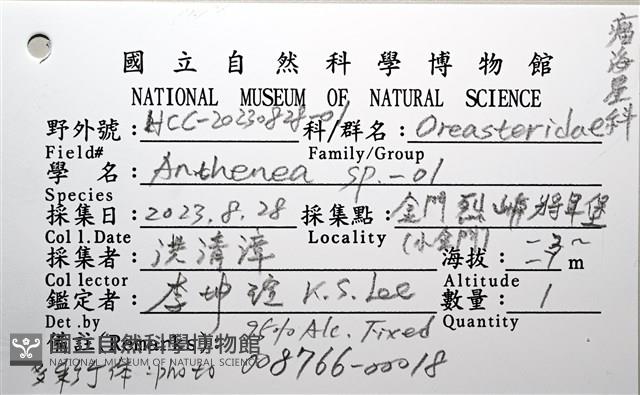 瘤海星科
國立自然科學博物館
NATIONAL MUSEUM OF NATURAL SCIENCE
野外號: HCC-20230828-01 科/群名: Oreasteridae
Field# Family/Group
學名: Anthenea sp.-01
Species
採集日: 2023.8.28 採集點: 金門烈嶼將軍堡
Coll.Date Locality (小金門)
採集者: 洪清漳 海拔: m
Collector Altitude
鑑定者: 李坤瑄 K.S. Lee 數量: 1
Det.by Quantity
(Remarks): 95% Alc. Fixed
國立自然科學博物館
NATIONAL MUSEUM OF NATURAL SCIENCE
:photo 008766-00018